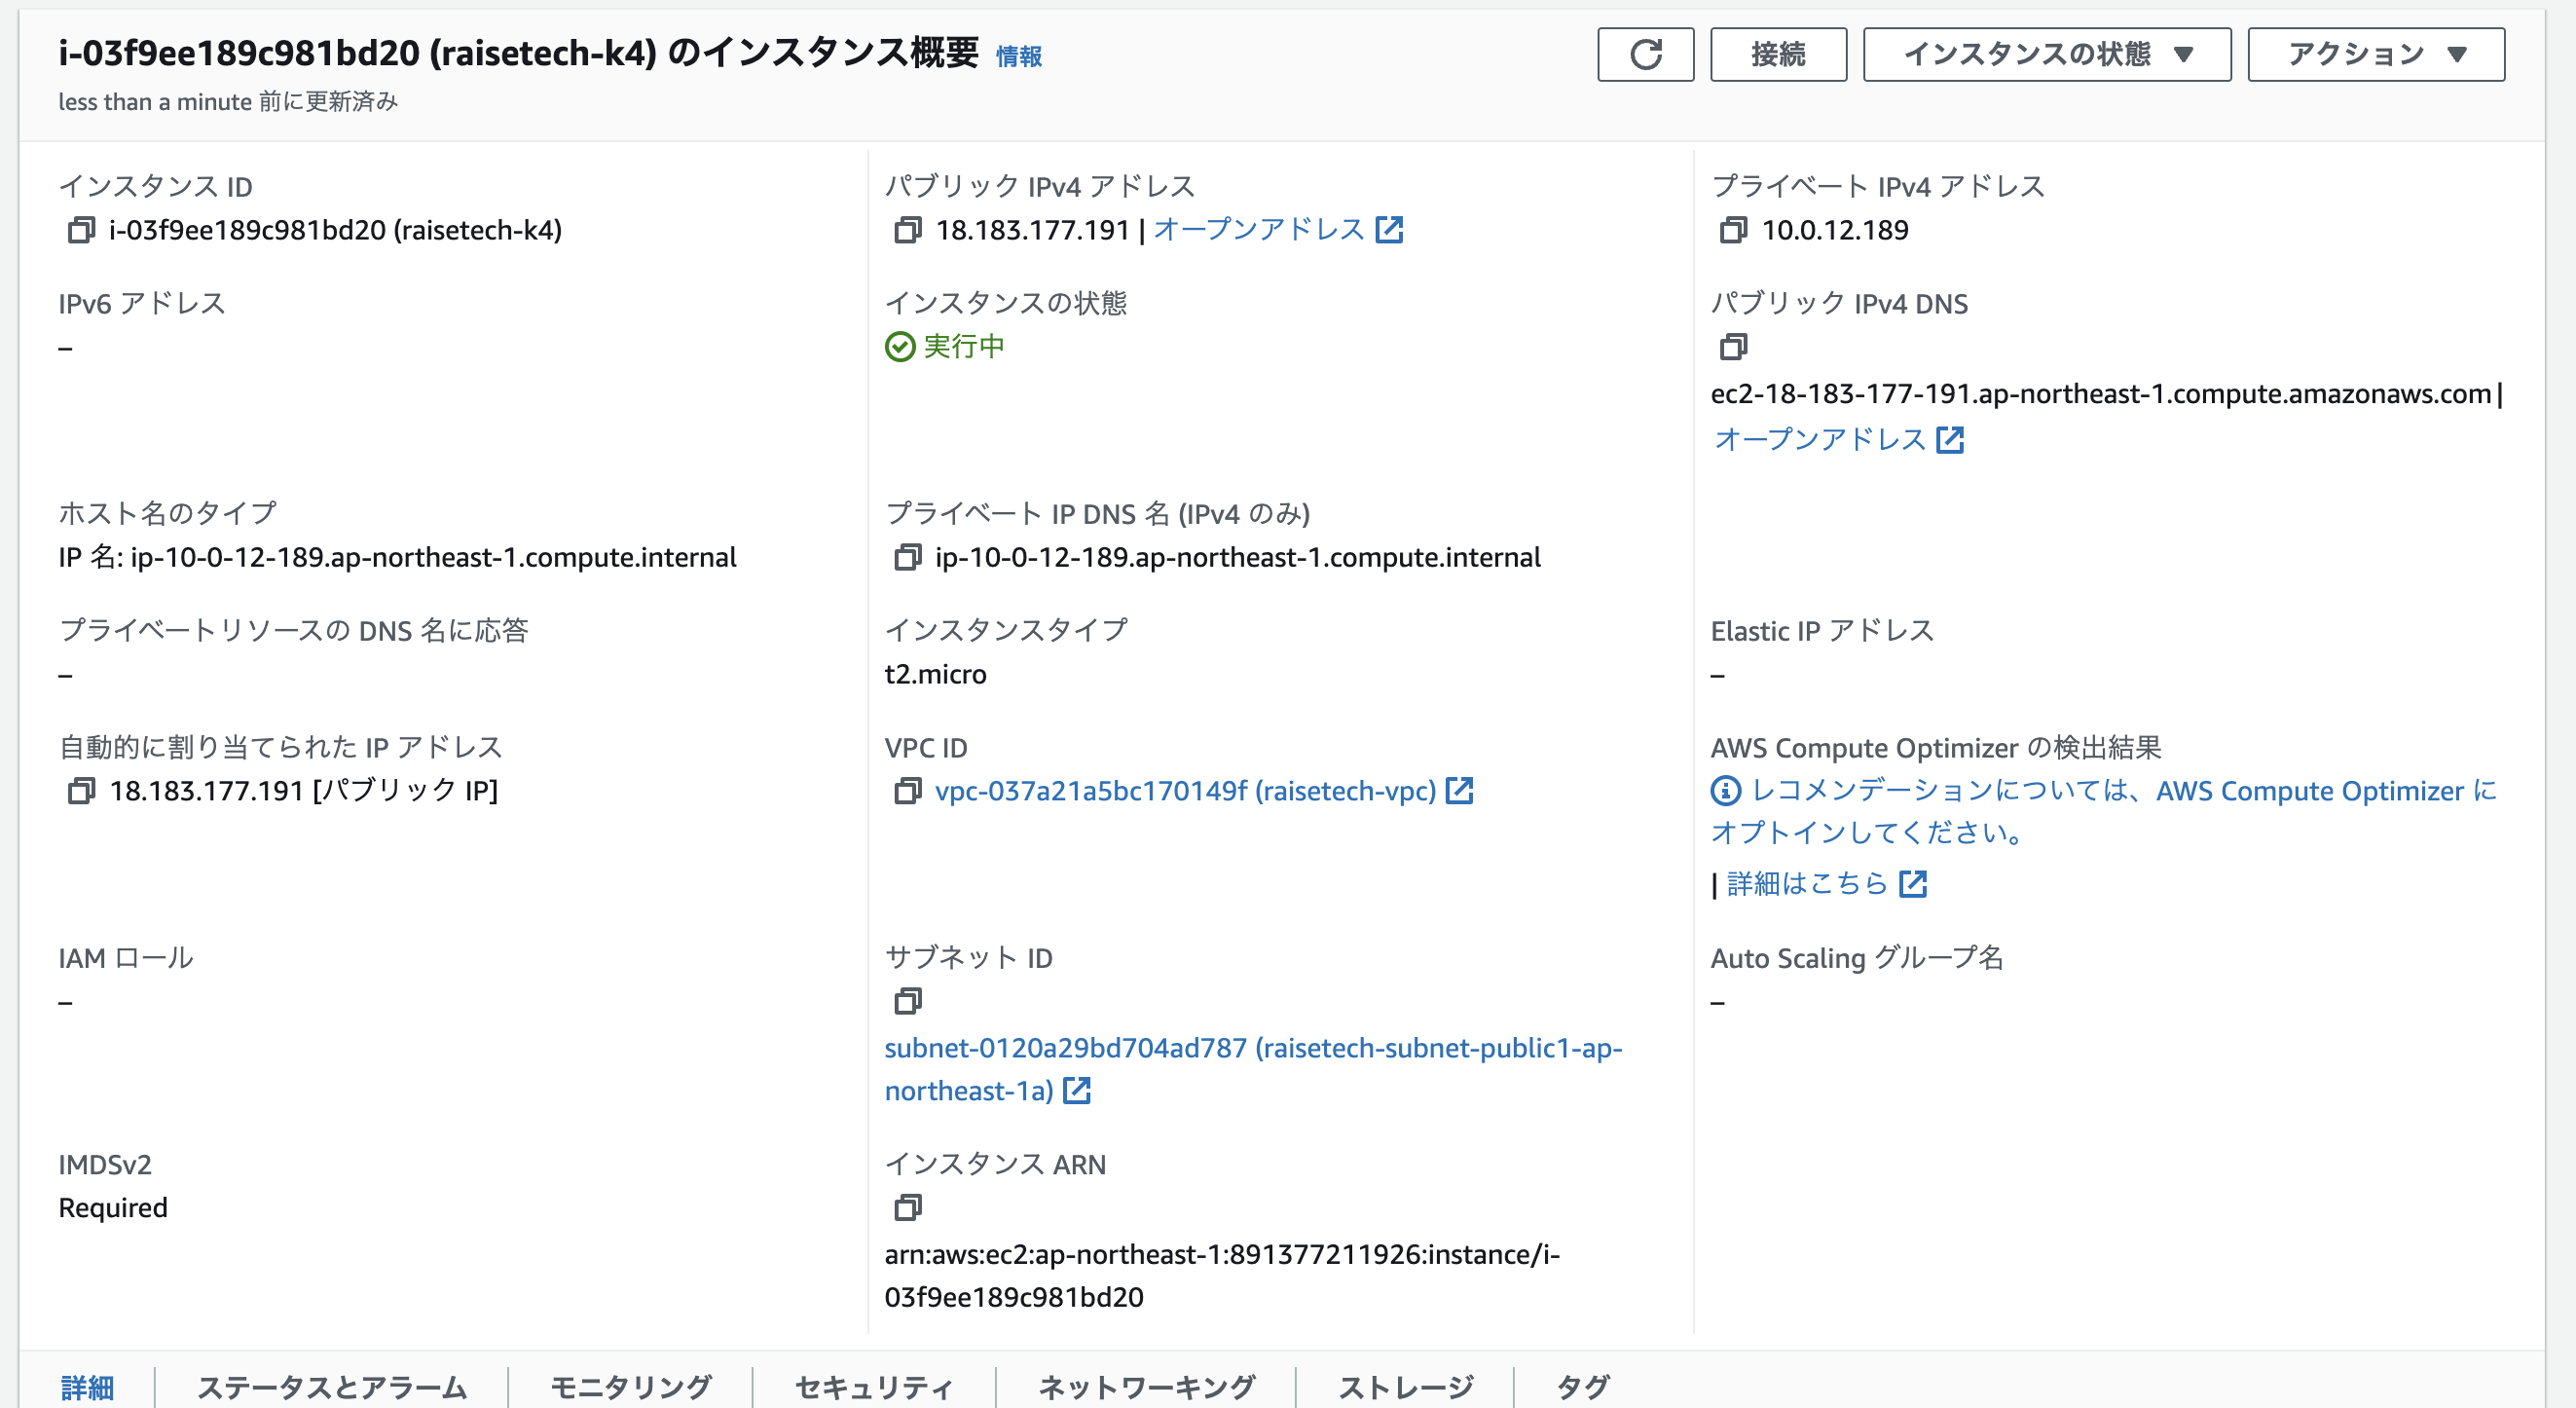 i-03f9ee189c981bd20 (raisetech-k4) のインスタンス概要 情報
less than a minute 前に更新済み
接続
インスタンスの状態 ▼
アクション ▼
インスタンス ID
i-03f9ee189c981bd20 (raisetech-k4)
パブリック IPv4 アドレス
18.183.177.191 | オープンアドレス
プライベート IPv4 アドレス
10.0.12.189
IPv6 アドレス
–
インスタンスの状態
実行中
パブリック IPv4 DNS
ec2-18-183-177-191.ap-northeast-1.compute.amazonaws.com |
オープンアドレス
ホスト名のタイプ
IP 名: ip-10-0-12-189.ap-northeast-1.compute.internal
プライベート IP DNS 名 (IPv4 のみ)
ip-10-0-12-189.ap-northeast-1.compute.internal
プライベートリソースの DNS 名に応答
–
インスタンスタイプ
t2.micro
Elastic IP アドレス
–
自動的に割り当てられた IP アドレス
18.183.177.191 [パブリック IP]
VPC ID
vpc-037a21a5bc170149f (raisetech-vpc)
AWS Compute Optimizer の検出結果
レコメンデーションについては、AWS Compute Optimizer に
オプトインしてください。
| 詳細はこちら
IAM ロール
–
サブネット ID
subnet-0120a29bd704ad787 (raisetech-subnet-public1-ap-
northeast-1a)
Auto Scaling グループ名
–
IMDSv2
Required
インスタンス ARN
arn:aws:ec2:ap-northeast-1:891377211926:instance/i-
03f9ee189c981bd20
詳細
ステータスとアラーム
モニタリング
セキュリティ
ネットワーキング
ストレージ
タグ